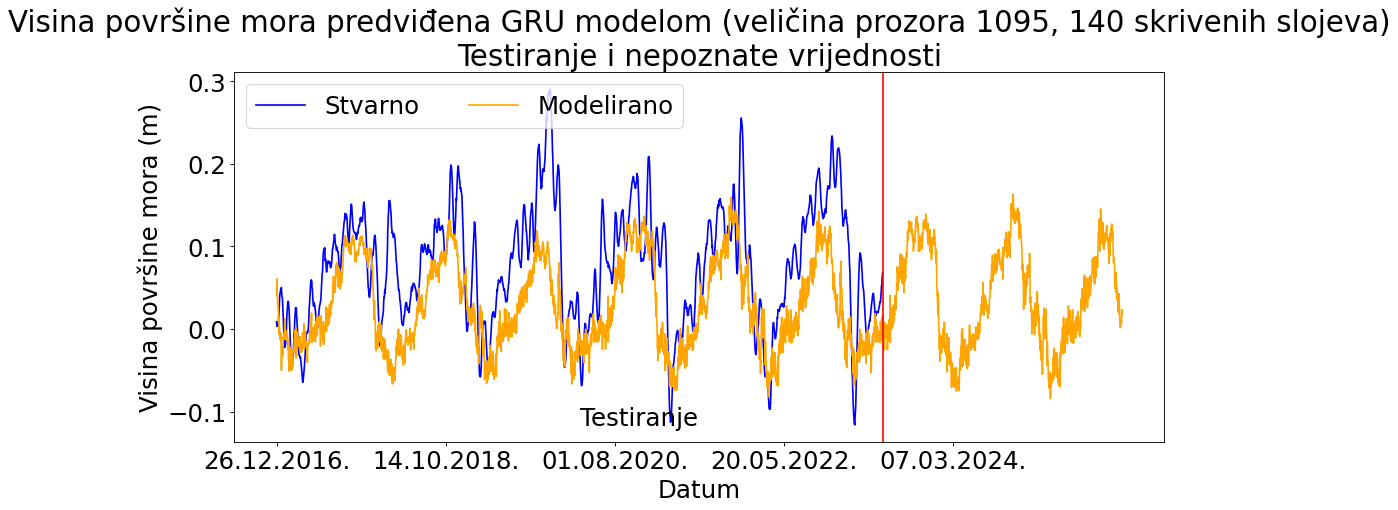 Visina površine mora predviđena GRU modelom (veličina prozora 1095, 140 skrivenih slojeva)
Testiranje i nepoznate vrijednosti
Stvarno
Modelirano
Visina površine mora (m)
0.3
0.2
0.1
0.0
−0.1
Testiranje
26.12.2016.
14.10.2018.
01.08.2020.
20.05.2022.
07.03.2024.
Datum